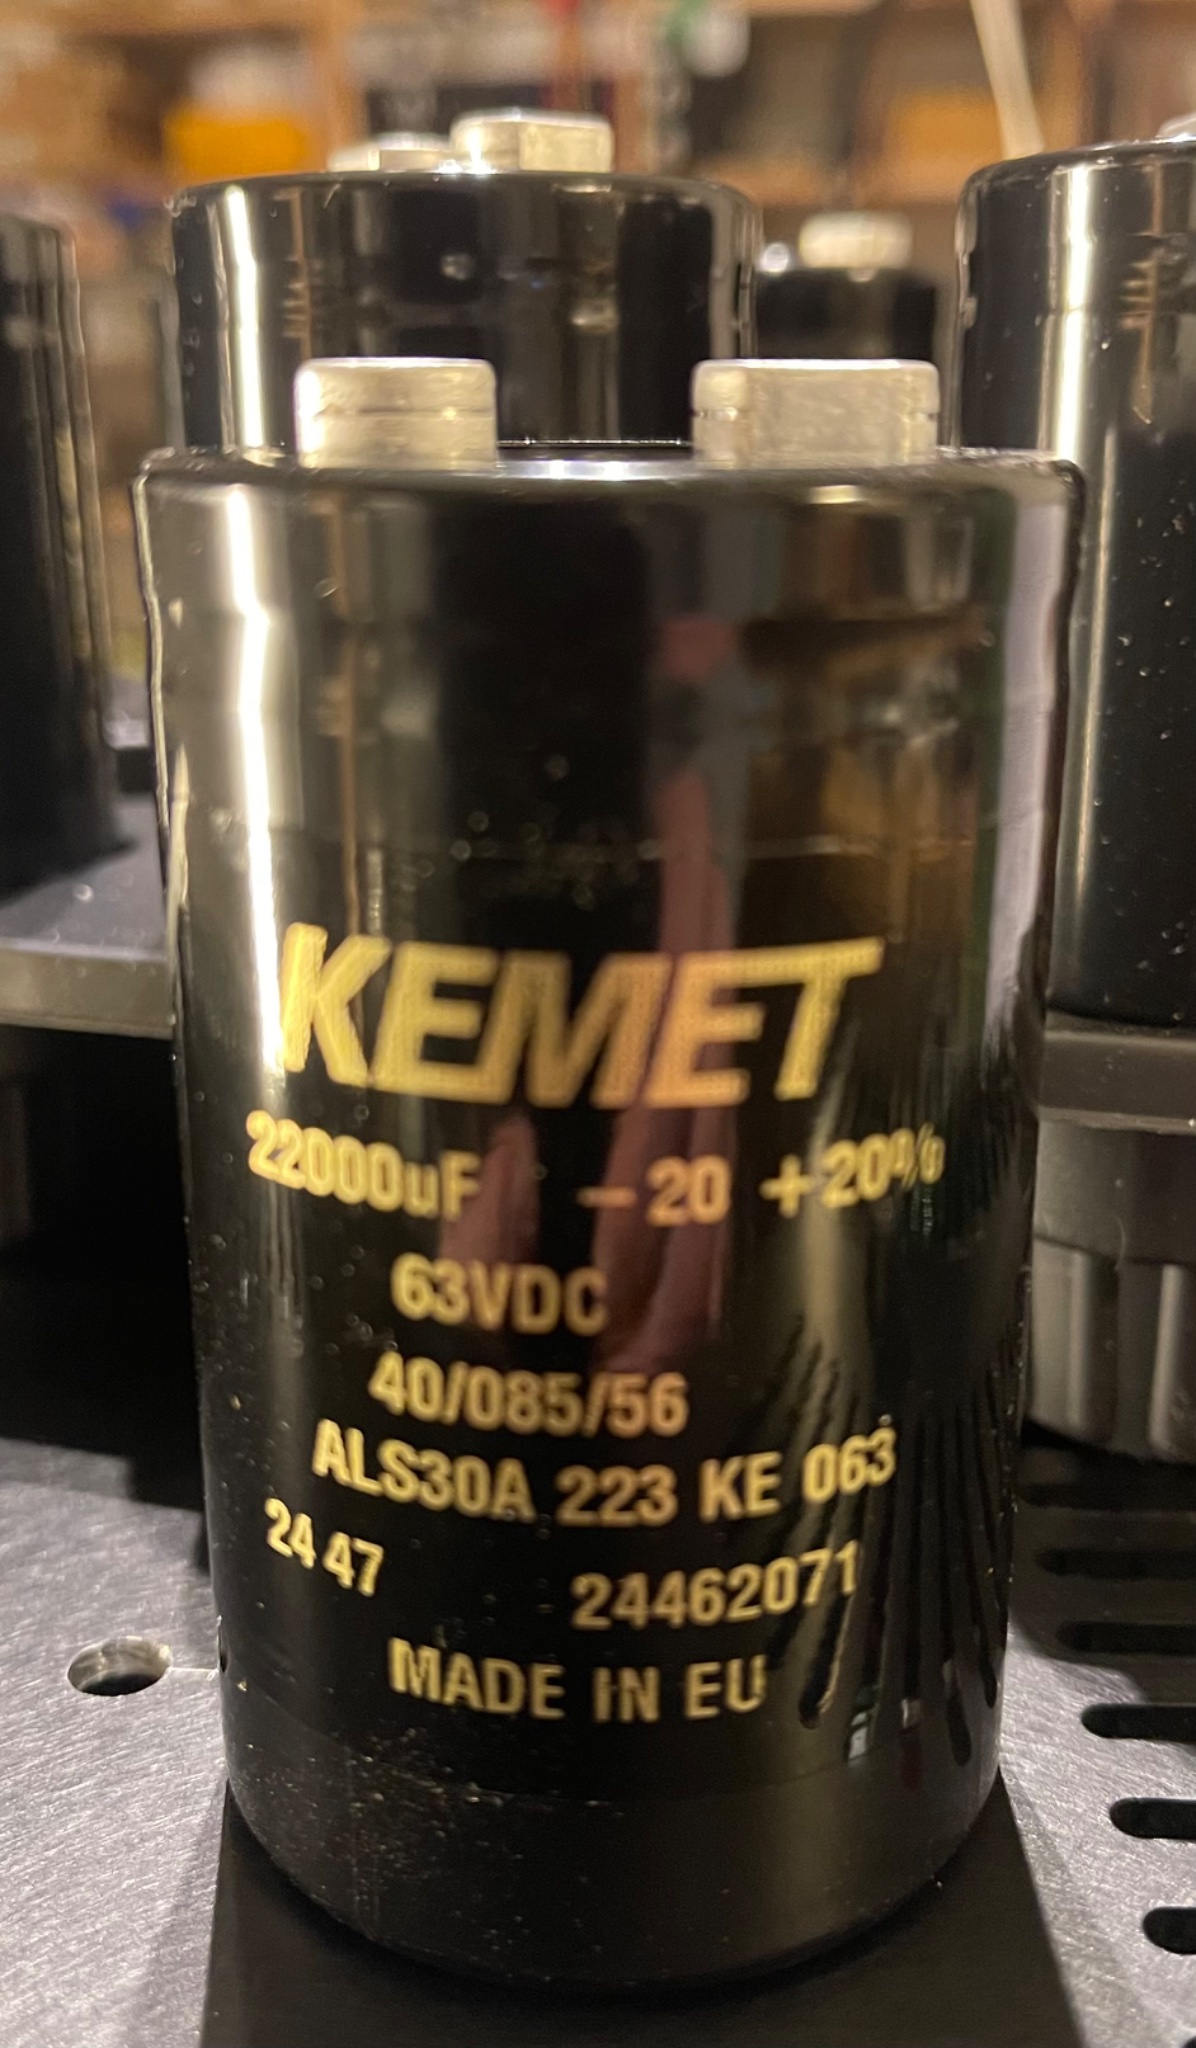 KEMET
22000uF – 20 +20%
63VDC
40/085/56
ALS30A 223 KE 063
24 47 24462071
MADE IN EU